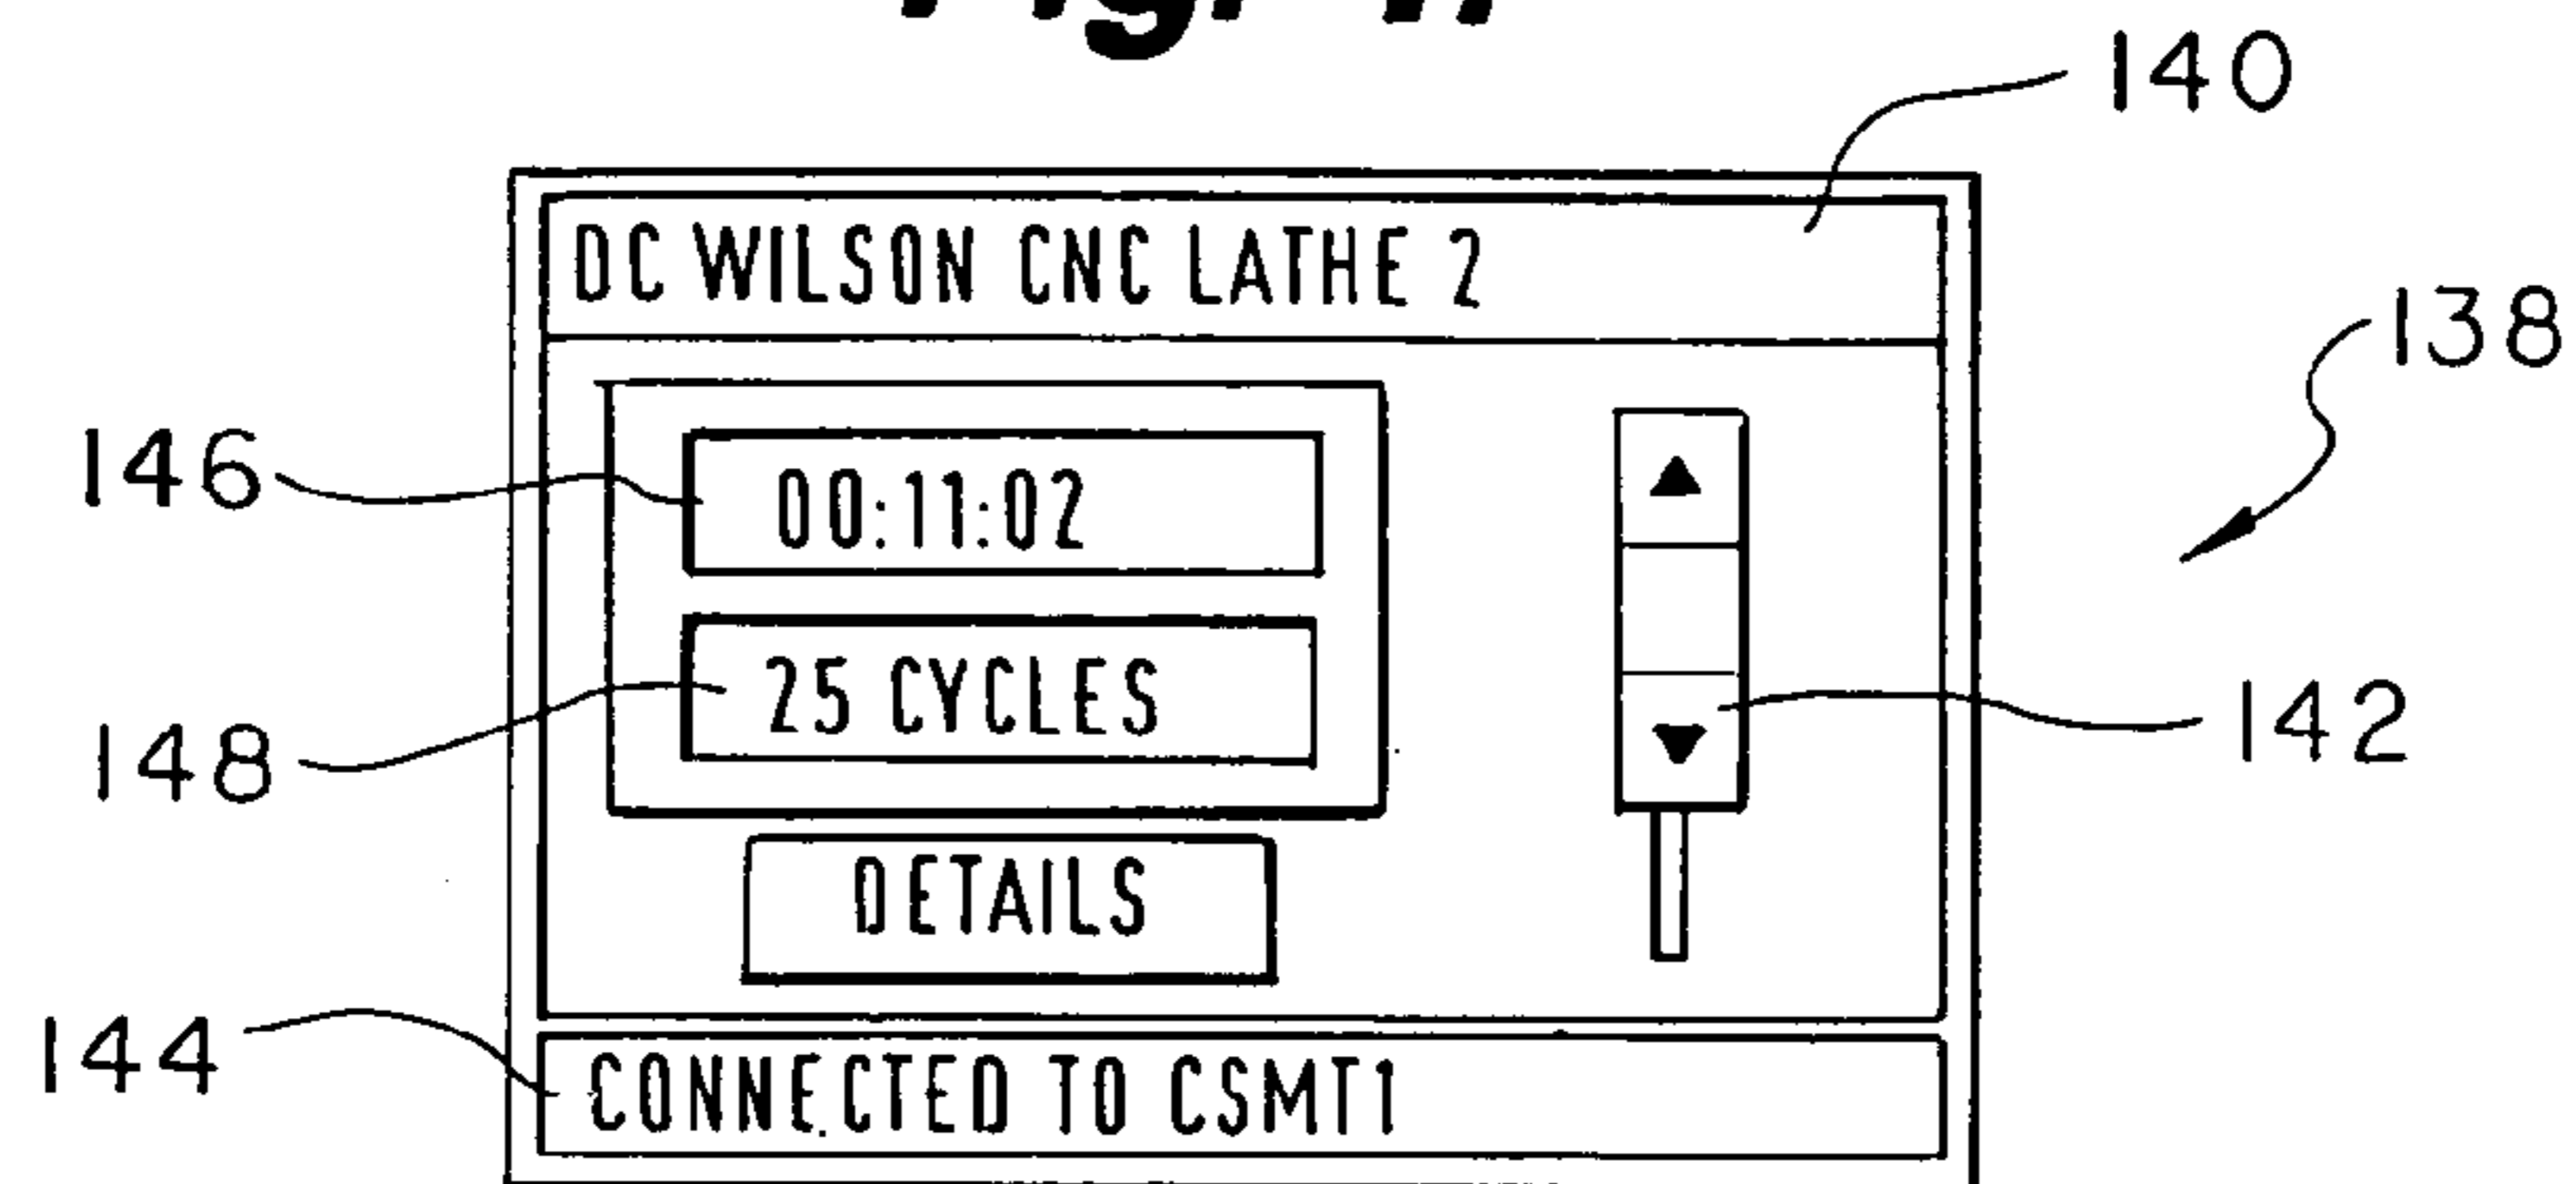 140
DC WILSON CNC LATHE 2
138
146
00:11:02
148
25 CYCLES
142
DETAILS
144
CONNECTED TO CSMT1